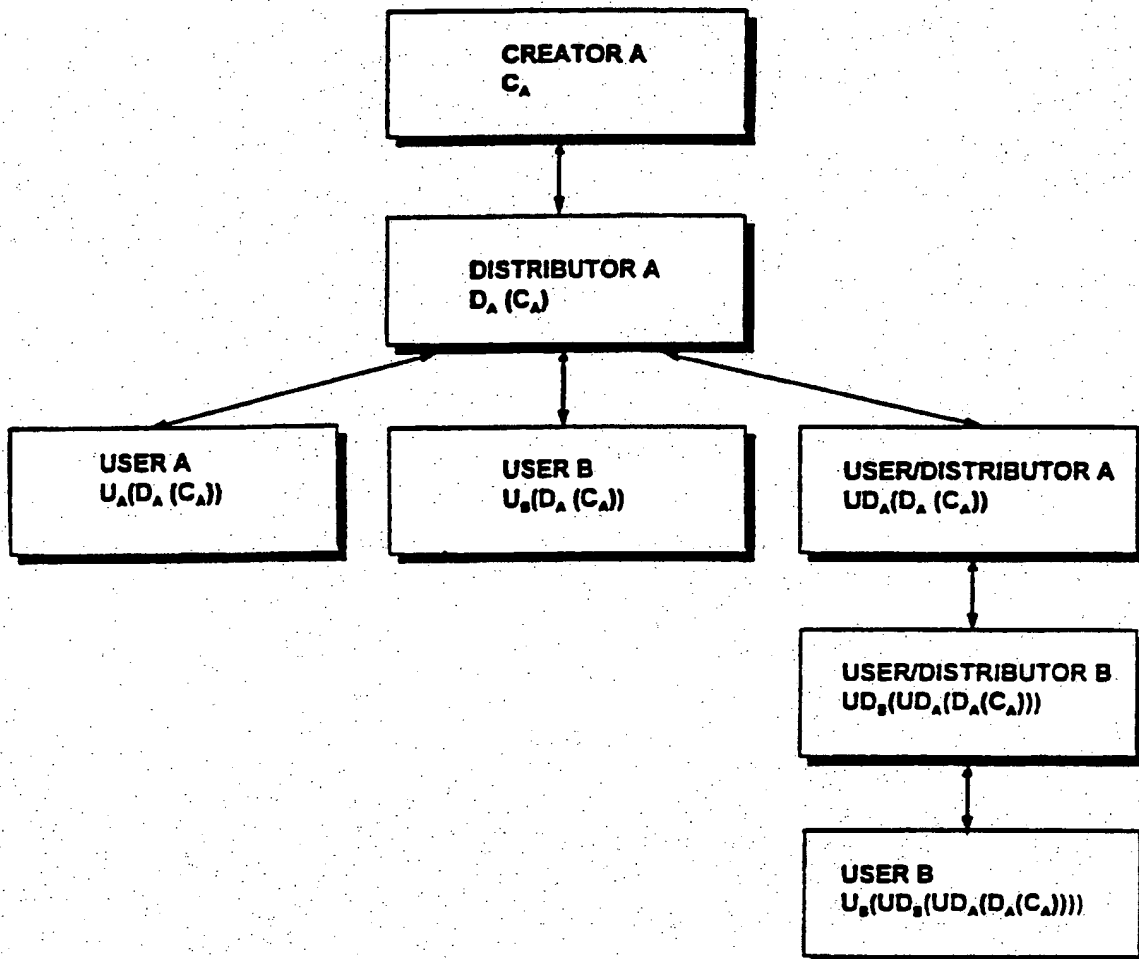 CREATOR A
C_A
DISTRIBUTOR A
D_A (C_A)
USER A
U_A(D_A (C_A))
USER B
U_B(D_A (C_A))
USER/DISTRIBUTOR A
UD_A(D_A (C_A))
USER/DISTRIBUTOR B
UD_B(UD_A(D_A(C_A)))
USER B
U_B(UD_B(UD_A(D_A(C_A))))